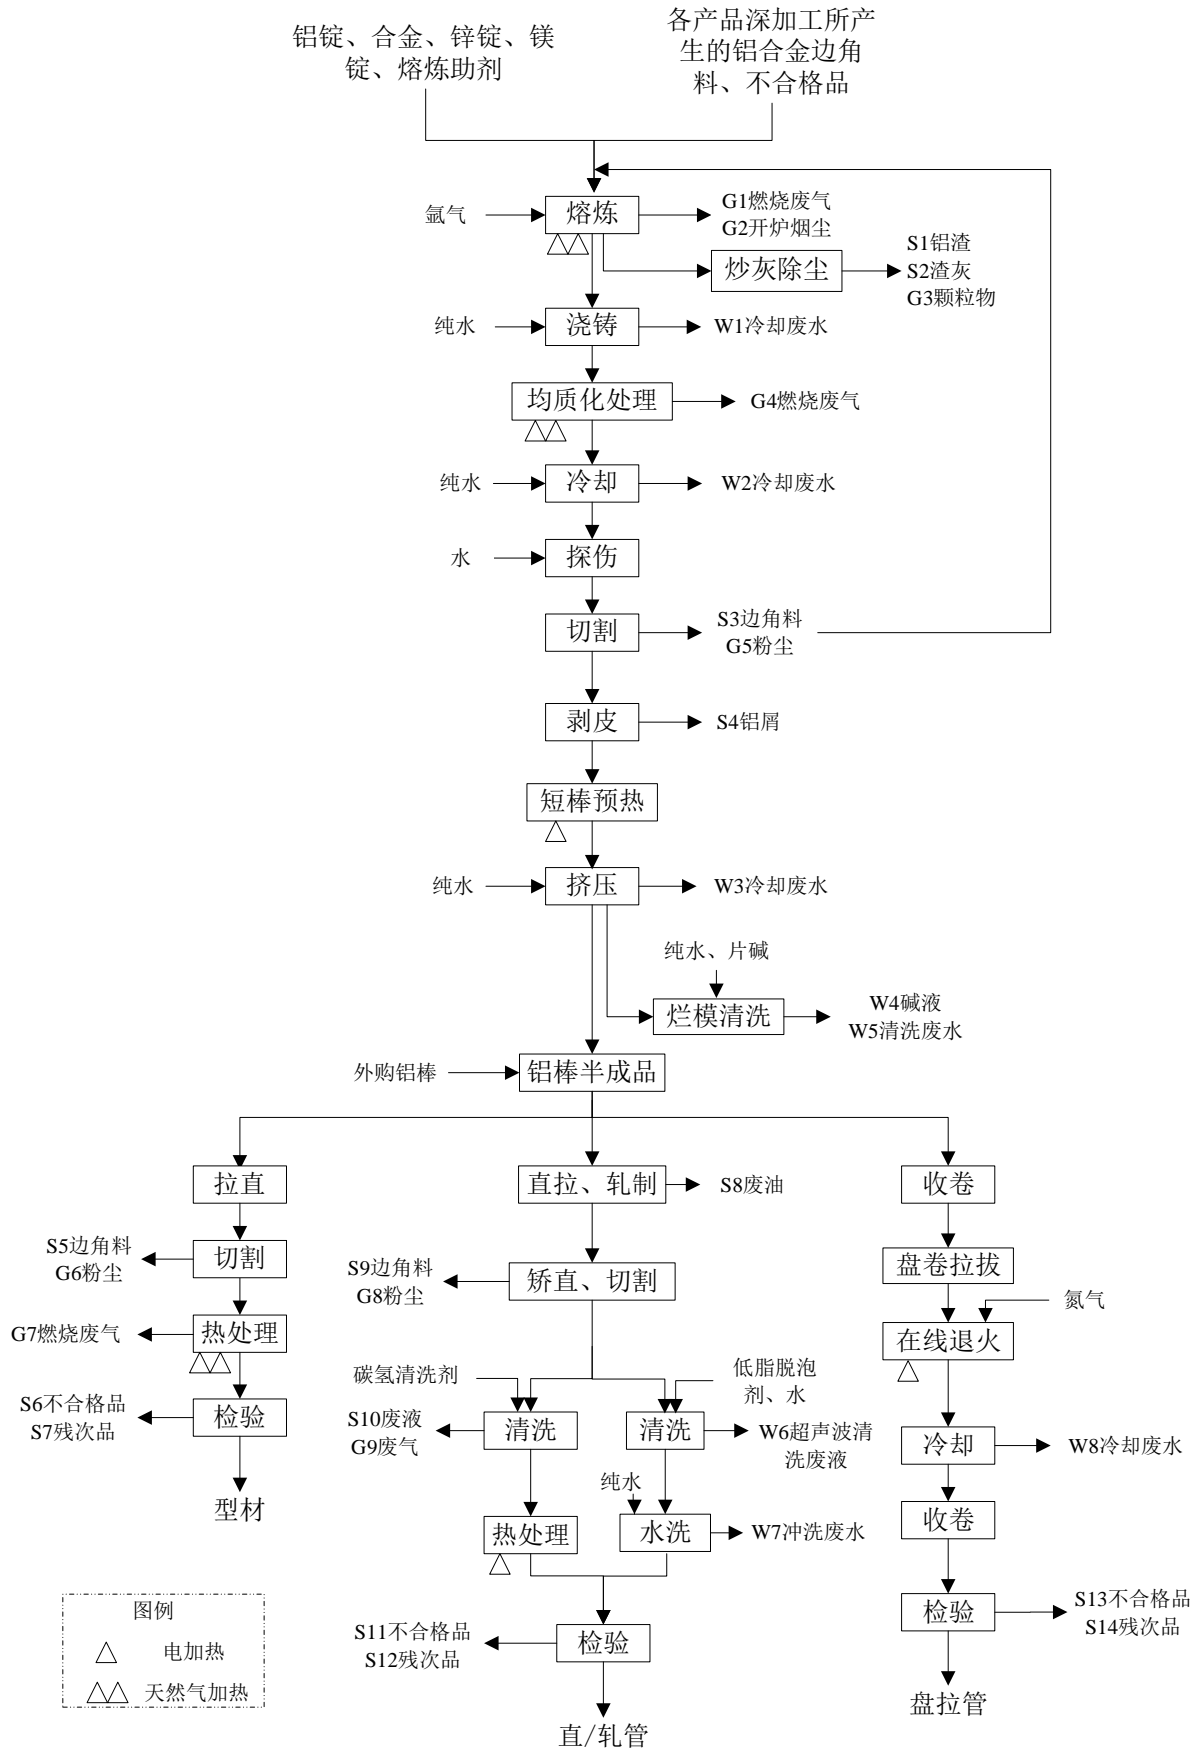 铝锭、合金、锌锭、镁
锭、熔炼助剂
各产品深加工所产
生的铝合金边角
料、不合格品
氩气
熔炼
G1燃烧废气
G2开炉烟尘
炒灰除尘
S1铝渣
S2渣灰
G3颗粒物
纯水
浇铸
W1冷却废水
均质化处理
G4燃烧废气
纯水
冷却
W2冷却废水
水
探伤
切割
S3边角料
G5粉尘
剥皮
S4铝屑
短棒预热
纯水
挤压
W3冷却废水
纯水、片碱
烂模清洗
W4碱液
W5清洗废水
外购铝棒
铝棒半成品
拉直
直拉、轧制
S8废油
收卷
S5边角料
G6粉尘
切割
S9边角料
G8粉尘
矫直、切割
盘卷拉拔
氮气
G7燃烧废气
热处理
在线退火
碳氢清洗剂
低脂脱泡
剂、水
S6不合格品
S7残次品
检验
S10废液
G9废气
清洗
清洗
W6超声波清
洗废液
冷却
W8冷却废水
型材
纯水
收卷
热处理
水洗
W7冲洗废水
图例
电加热
天然气加热
S11不合格品
S12残次品
检验
检验
S13不合格品
S14残次品
直/轧管
盘拉管